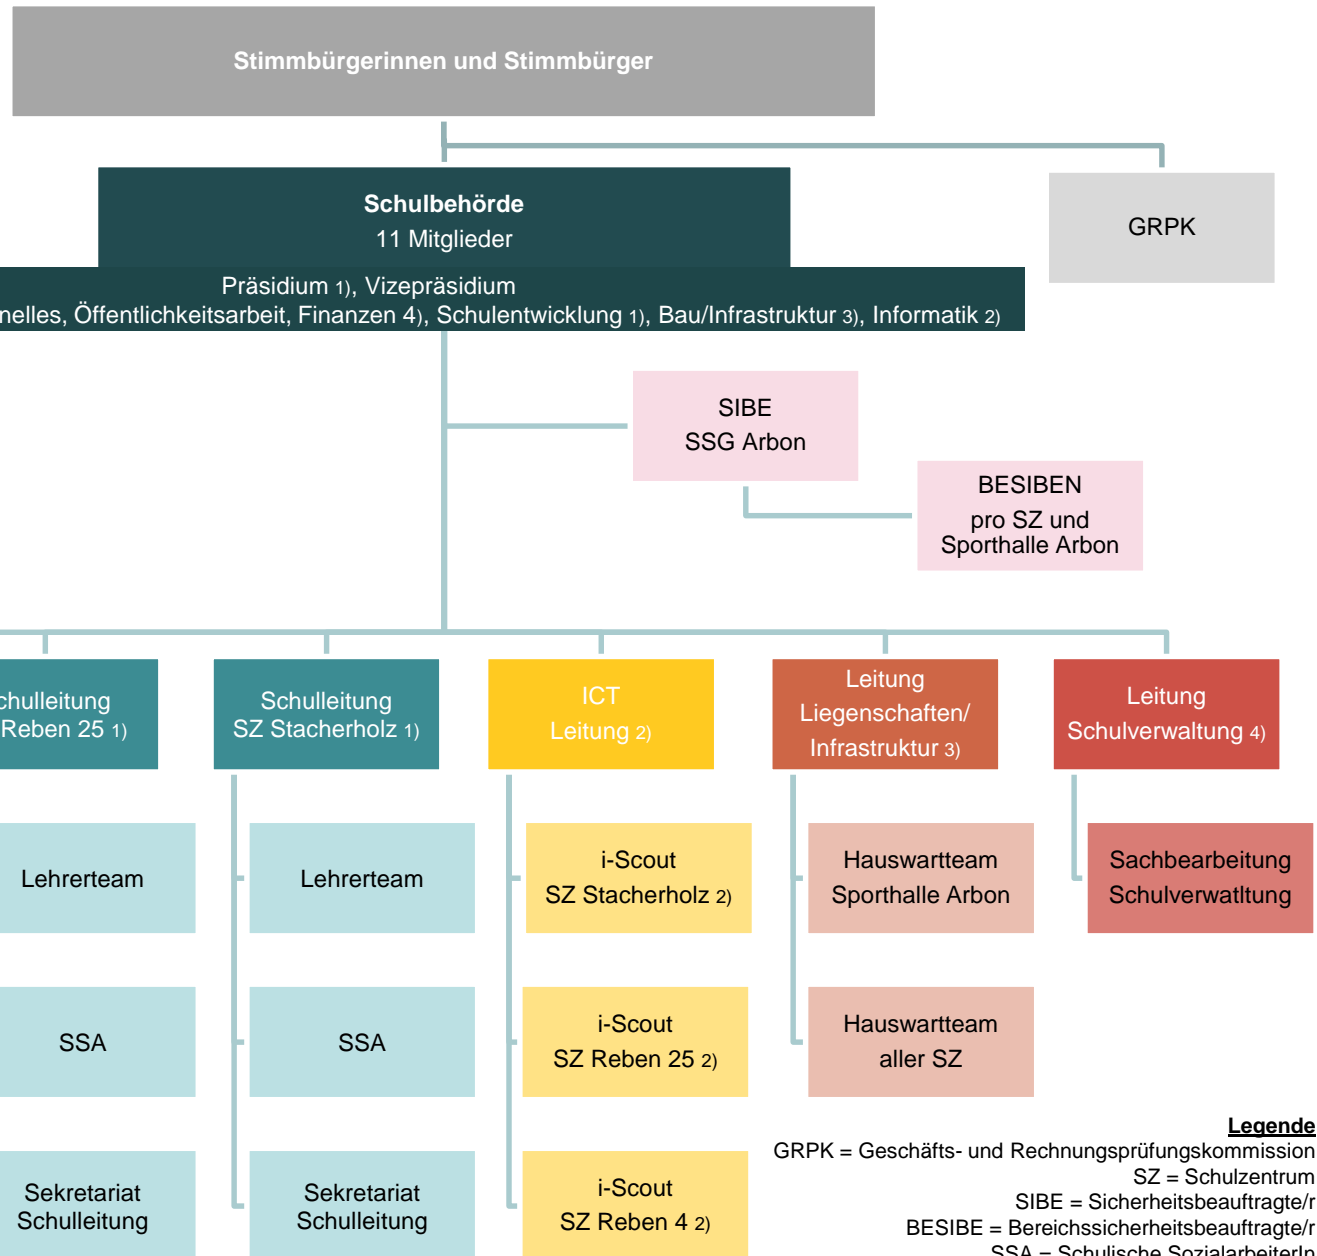 Stimmbürgerinnen und Stimmbürger
Schulbehörde
11 Mitglieder
GRPK
Präsidium 1), Vizepräsidium
Öffentlichkeitsarbeit, Finanzen 4), Schulentwicklung 1), Bau/Infrastruktur 3), Informatik 2)
SIBE
SSG Arbon
BESIBEN
pro SZ und
Sporthalle Arbon
chulleitung
Reben 25 1)
Schulleitung
SZ Stacherholz 1)
ICT
Leitung 2)
Leitung
Liegenschaften/
Infrastruktur 3)
Leitung
Schulverwaltung 4)
Lehrerteam
Lehrerteam
i-Scout
SZ Stacherholz 2)
Hauswartteam
Sporthalle Arbon
Sachbearbeitung
Schulverwatltung
SSA
SSA
i-Scout
SZ Reben 25 2)
Hauswartteam
aller SZ
Sekretariat
Schulleitung
Sekretariat
Schulleitung
i-Scout
SZ Reben 4 2)
Legende
GRPK = Geschäfts- und Rechnungsprüfungskommission
SZ = Schulzentrum
SIBE = Sicherheitsbeauftragte/r
BESIBE = Bereichssicherheitsbeauftragte/r
SSA = Schulische SozialarbeiterIn